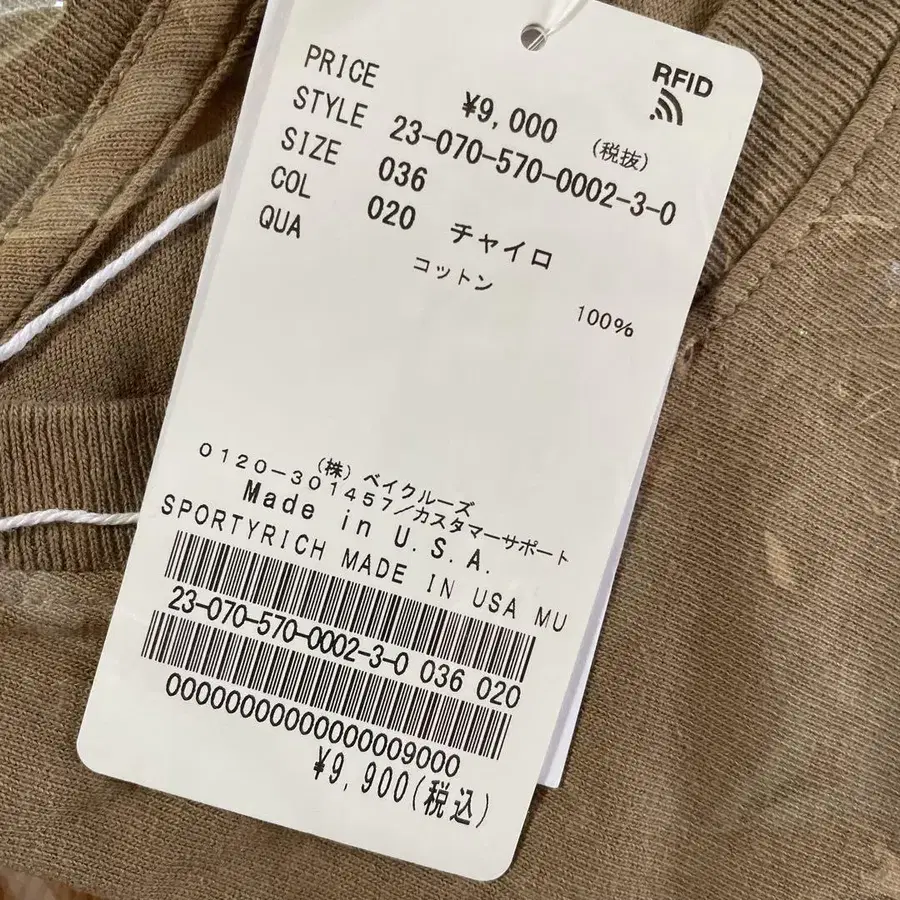 RFID
PRICE ¥9,000 (税抜)
STYLE 23-070-570-0002-3-0
SIZE 036
COL 020 チャイロ
QUA コットン 100%
(株)ベイクルーズ
0120-301457/カスタマーサポート
Made in U.S.A.
SPORTYRICH MADE IN USA MU
23-070-570-0002-3-0 036 020
0000000000000000009000
¥9,900(税込)